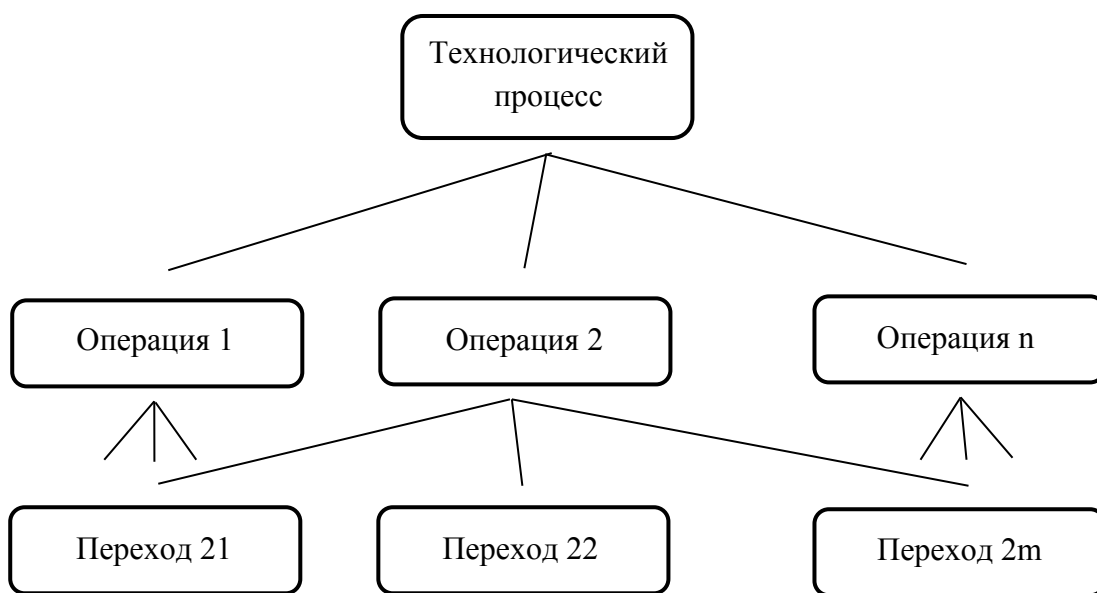 Технологический
процесс
Операция 1
Операция 2
Операция n
Переход 21
Переход 22
Переход 2m